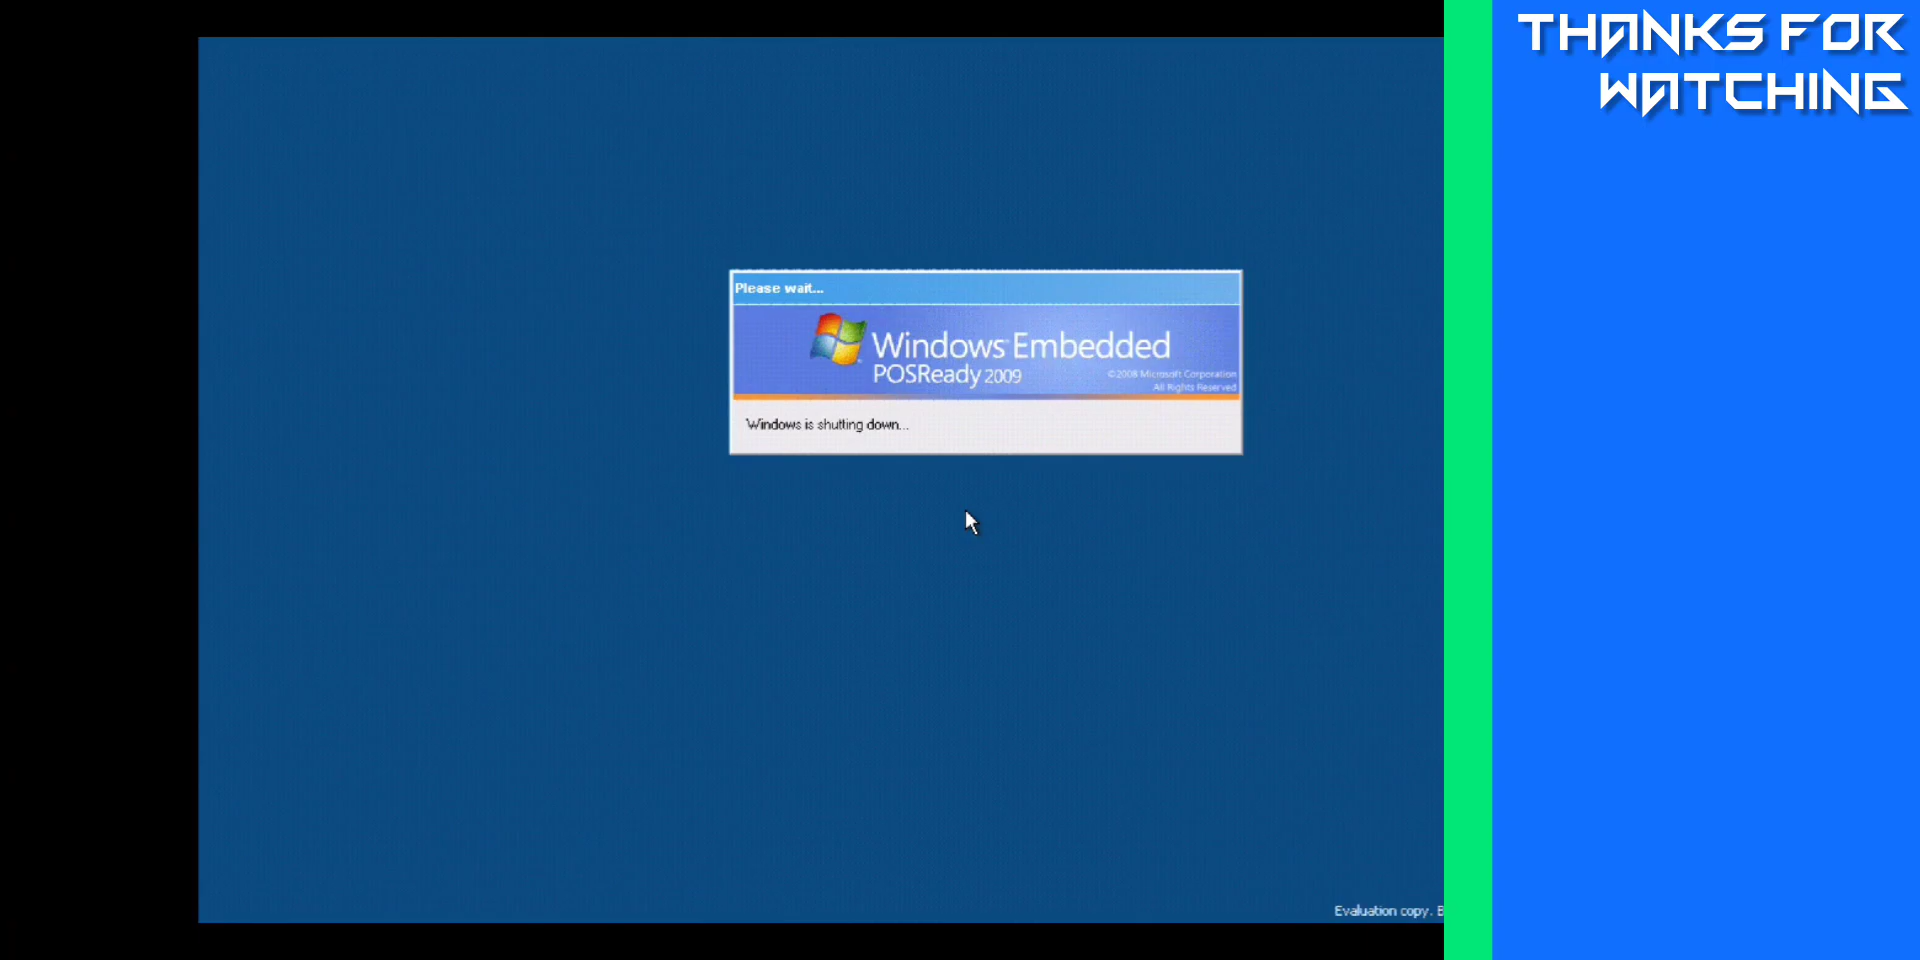 THANKS FOR
WATCHING
Please wait...
Windows Embedded
POSReady 2009
©2008 Microsoft Corporation
All Rights Reserved
Windows is shutting down...
Evaluation copy.